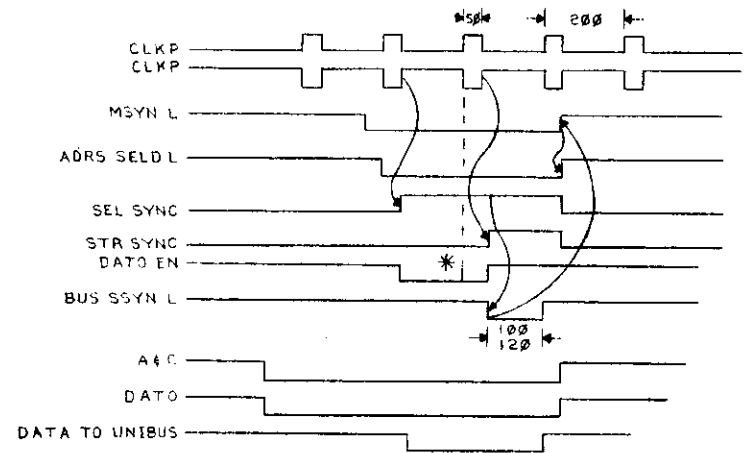 50 200
CLKP
CLKP
MSYN L
ADRS SELD L
SEL SYNC
STR SYNC
DATO EN *
BUS SSYN L
100
120
A & C
DATO
DATA TO UNIBUS